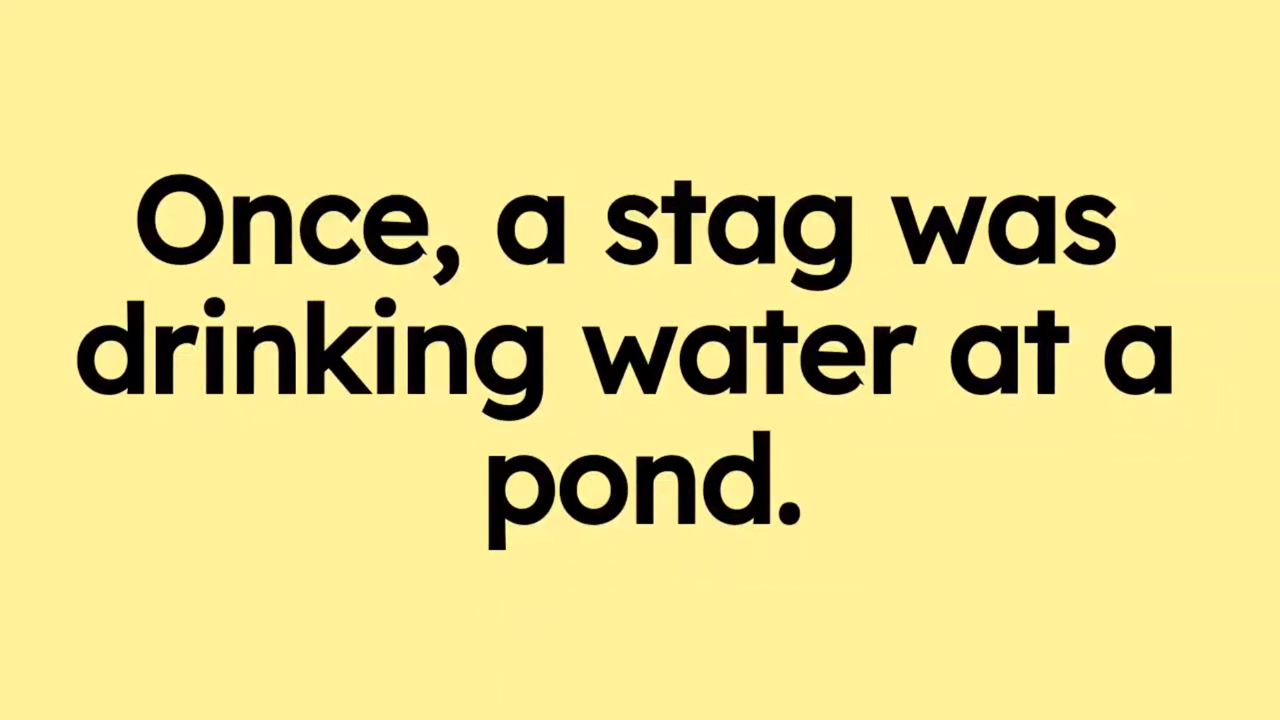 Once, a stag was
drinking water at a
pond.